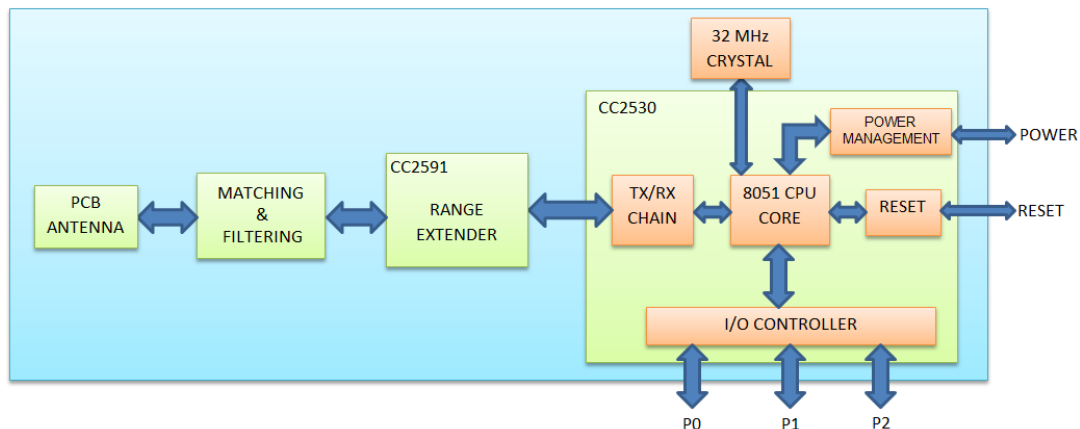 32 MHz
CRYSTAL
CC2530
POWER
MANAGEMENT
POWER
CC2591
PCB
ANTENNA
MATCHING
&
FILTERING
RANGE
EXTENDER
TX/RX
CHAIN
8051 CPU
CORE
RESET
RESET
I/O CONTROLLER
P0
P1
P2